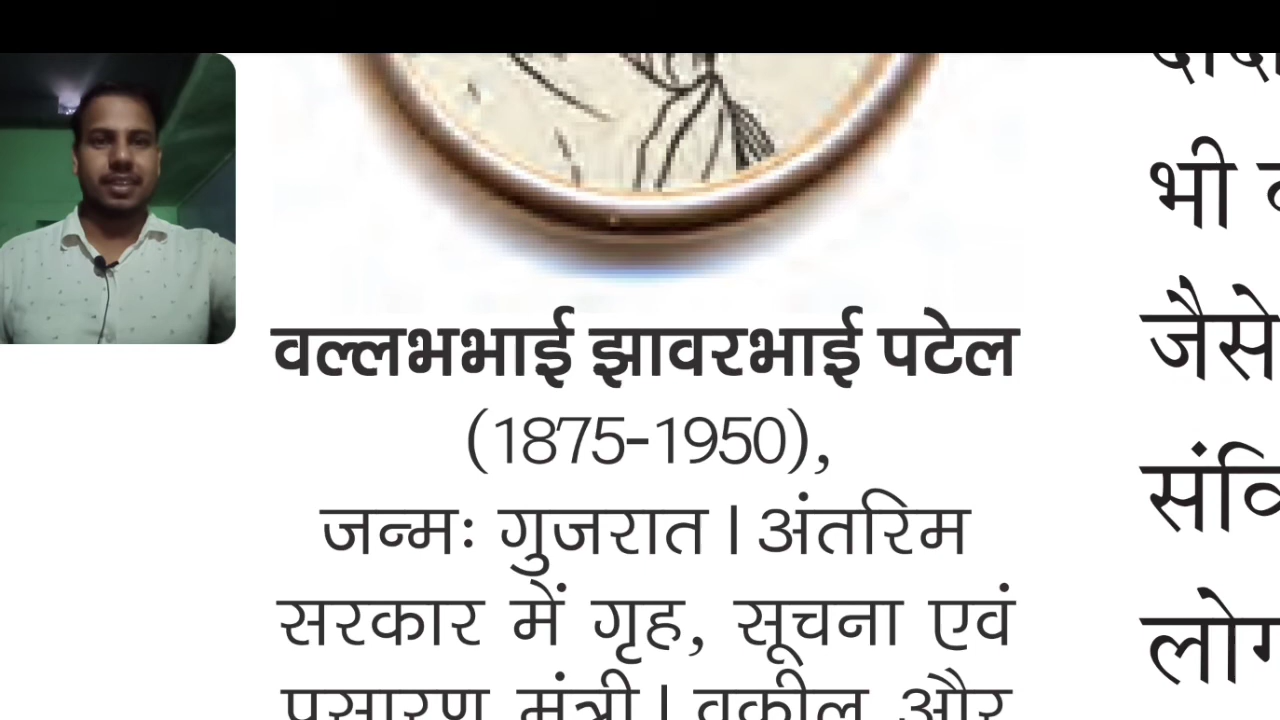 वल्लभभाई झावरभाई पटेल
(1875-1950),
जन्मः गुजरात । अंतरिम
सरकार में गृह, सूचना एवं
प्रसारण मंत्री । वकील और
भी
जैसे